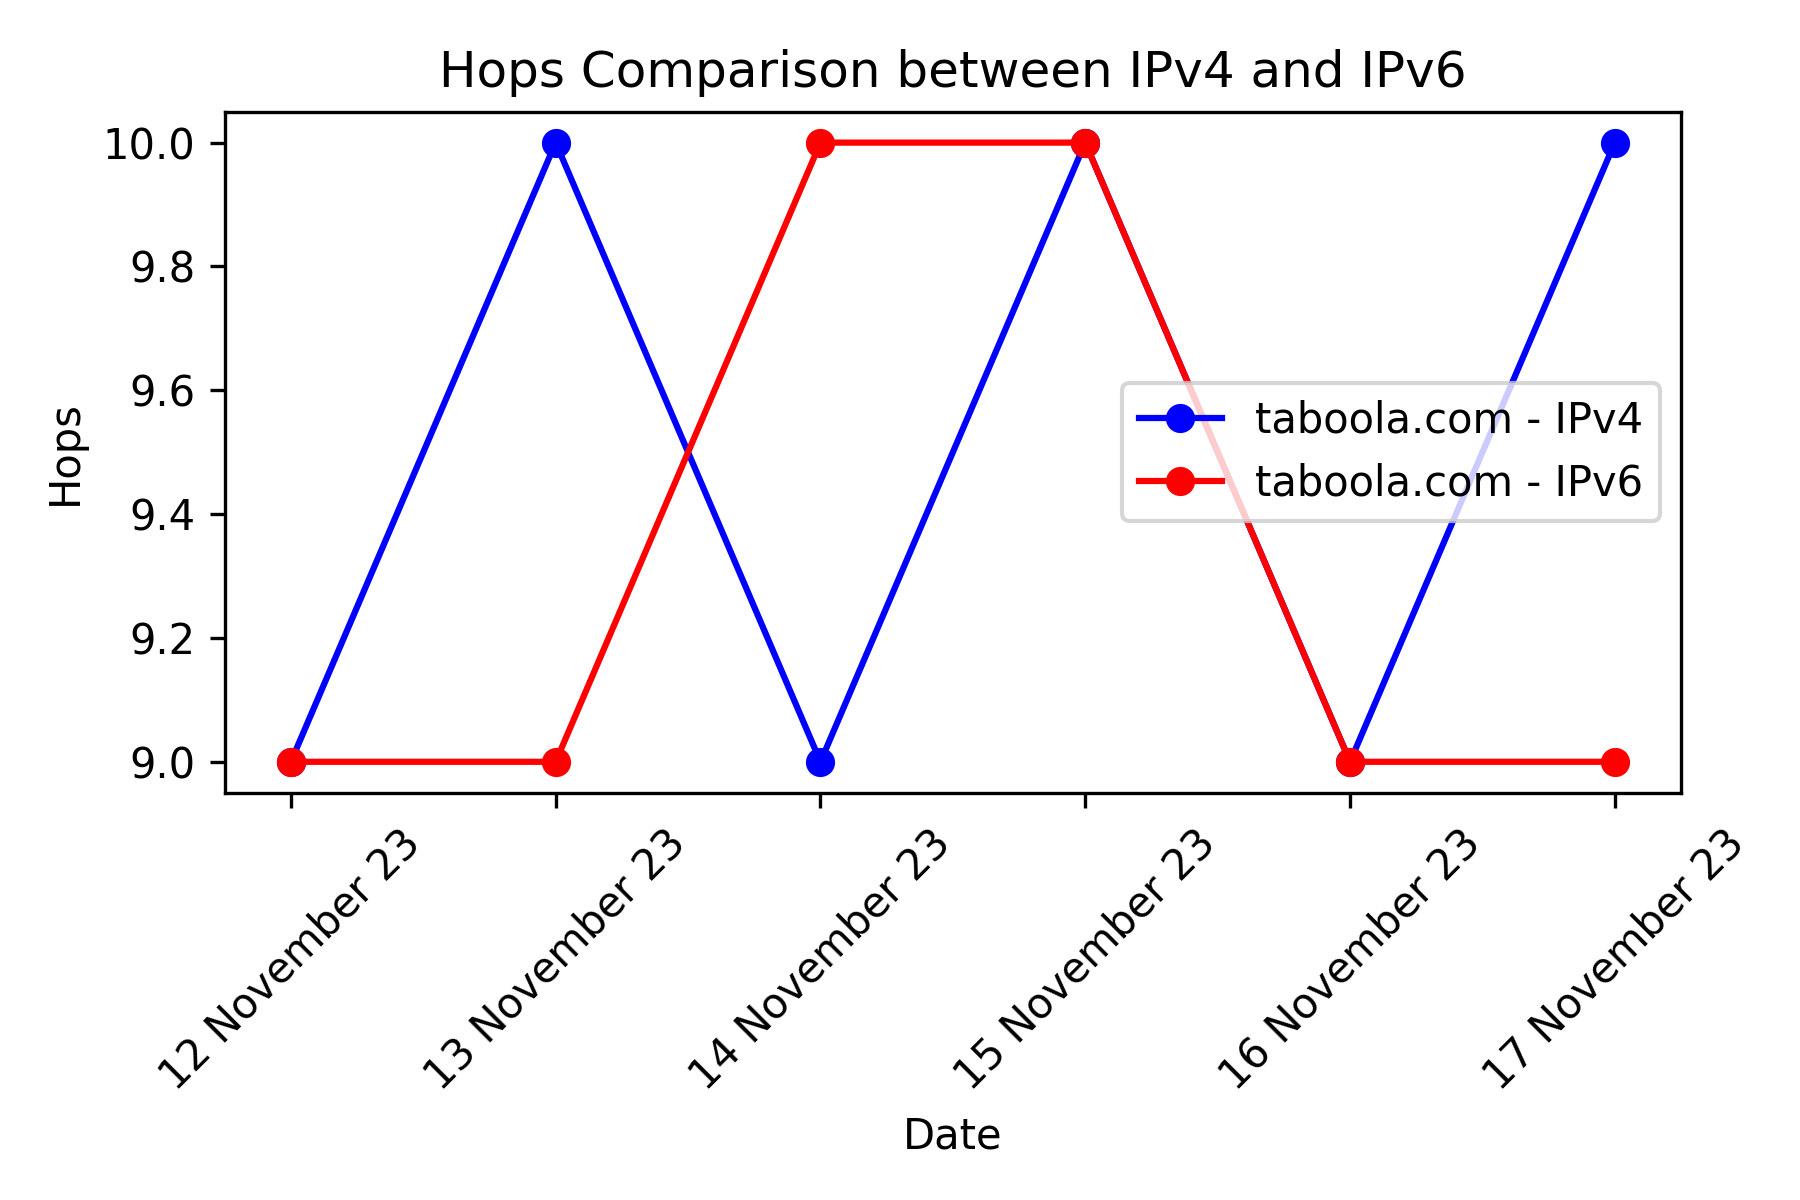 Hops Comparison between IPv4 and IPv6
Hops
10.0
9.8
9.6
9.4
9.2
9.0
taboola.com - IPv4
taboola.com - IPv6
12 November 23
13 November 23
14 November 23
15 November 23
16 November 23
17 November 23
Date